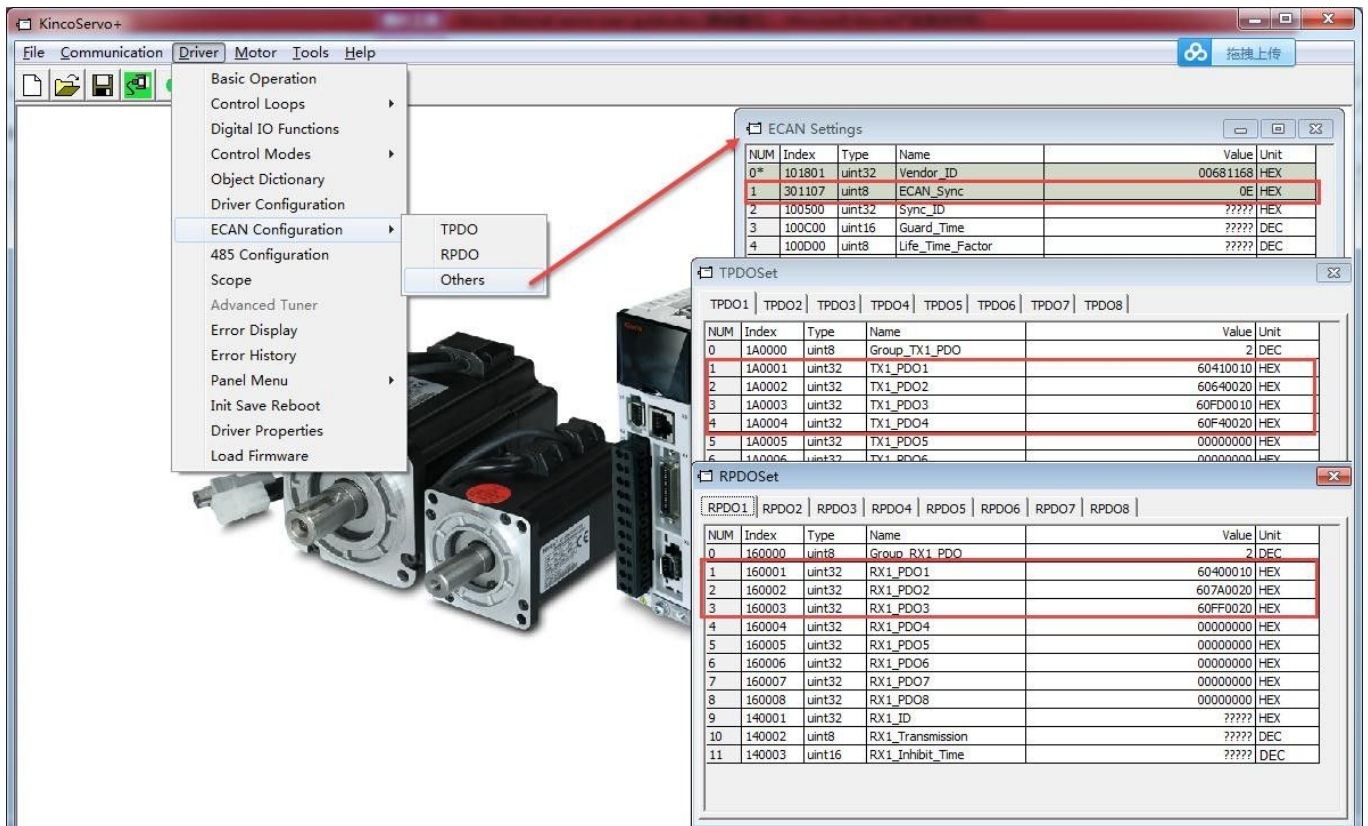 KincoServo+
File Communication Driver Motor Tools Help
拖拽上传
Basic Operation
Control Loops
Digital IO Functions
Control Modes
Object Dictionary
Driver Configuration
ECAN Configuration
485 Configuration
Scope
Advanced Tuner
Error Display
Error History
Panel Menu
Init Save Reboot
Driver Properties
Load Firmware
TPDO
RPDO
Others
ECAN Settings
NUM Index Type Name Value Unit
0* 101801 uint32 Vendor_ID 00681168 HEX
1 301107 uint8 ECAN_Sync 0E HEX
2 100500 uint32 Sync_ID ????? HEX
3 100C00 uint16 Guard_Time ????? DEC
4 100D00 uint8 Life_Time_Factor ????? DEC
TPDOSet
TPDO1 TPDO2 TPDO3 TPDO4 TPDO5 TPDO6 TPDO7 TPDO8
NUM Index Type Name Value Unit
0 1A0000 uint8 Group_TX1_PDO 2 DEC
1 1A0001 uint32 TX1_PDO1 60410010 HEX
2 1A0002 uint32 TX1_PDO2 60640020 HEX
3 1A0003 uint32 TX1_PDO3 60FD0010 HEX
4 1A0004 uint32 TX1_PDO4 60F40020 HEX
5 1A0005 uint32 TX1_PDO5 00000000 HEX
6 1A0006 uint32 TX1_PDO6 00000000 HEX
RPDOSet
RPDO1 RPDO2 RPDO3 RPDO4 RPDO5 RPDO6 RPDO7 RPDO8
NUM Index Type Name Value Unit
0 160000 uint8 Group_RX1_PDO 2 DEC
1 160001 uint32 RX1_PDO1 60400010 HEX
2 160002 uint32 RX1_PDO2 607A0020 HEX
3 160003 uint32 RX1_PDO3 60FF0020 HEX
4 160004 uint32 RX1_PDO4 00000000 HEX
5 160005 uint32 RX1_PDO5 00000000 HEX
6 160006 uint32 RX1_PDO6 00000000 HEX
7 160007 uint32 RX1_PDO7 00000000 HEX
8 160008 uint32 RX1_PDO8 00000000 HEX
9 140001 uint32 RX1_ID ????? HEX
10 140002 uint8 RX1_Transmission ????? DEC
11 140003 uint16 RX1_Inhibit_Time ????? DEC